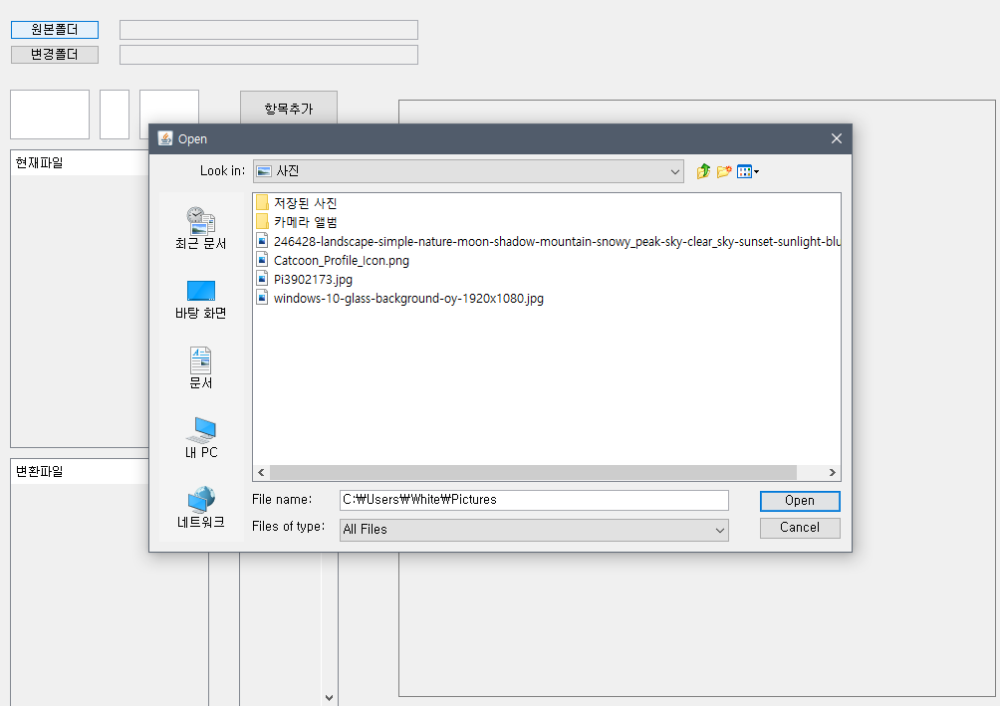 원본폴더
변경폴더
항목추가
현재파일
변환파일
Open
Look in:
사진
최근 문서
바탕 화면
문서
내 PC
네트워크
저장된 사진
카메라 앨범
246428-landscape-simple-nature-moon-shadow-mountain-snowy_peak-sky-clear_sky-sunset-sunlight-blu
Catcoon_Profile_Icon.png
Pi3902173.jpg
windows-10-glass-background-oy-1920x1080.jpg
File name:
C:₩Users₩White₩Pictures
Open
Files of type:
All Files
Cancel